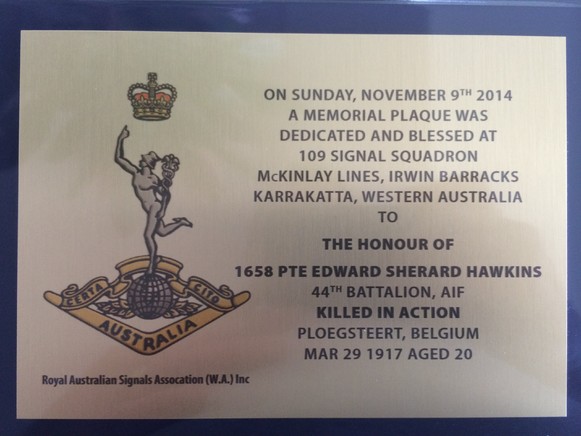 ON SUNDAY, NOVEMBER 9TH 2014
A MEMORIAL PLAQUE WAS
DEDICATED AND BLESSED AT
109 SIGNAL SQUADRON
McKINLAY LINES, IRWIN BARRACKS
KARRAKATTA, WESTERN AUSTRALIA
TO
THE HONOUR OF
1658 PTE EDWARD SHERARD HAWKINS
44TH BATTALION, AIF
KILLED IN ACTION
PLOEGSTEERT, BELGIUM
MAR 29 1917 AGED 20
CERTA CITO
AUSTRALIA
Royal Australian Signals Assocation (W.A.) Inc